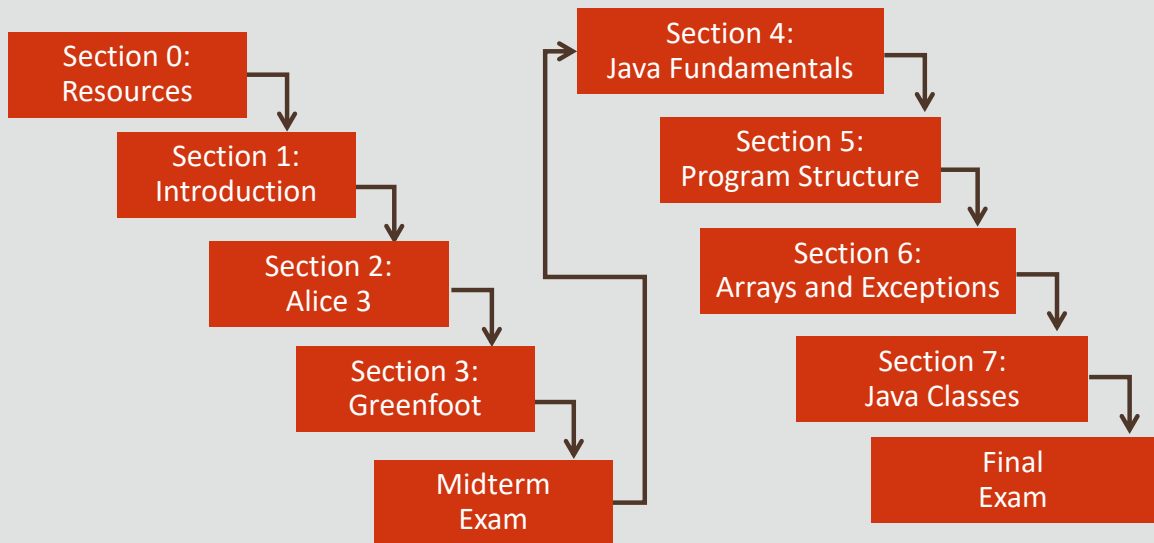 Section 0:
Resources
Section 1:
Introduction
Section 2:
Alice 3
Section 3:
Greenfoot
Midterm
Exam
Section 4:
Java Fundamentals
Section 5:
Program Structure
Section 6:
Arrays and Exceptions
Section 7:
Java Classes
Final
Exam